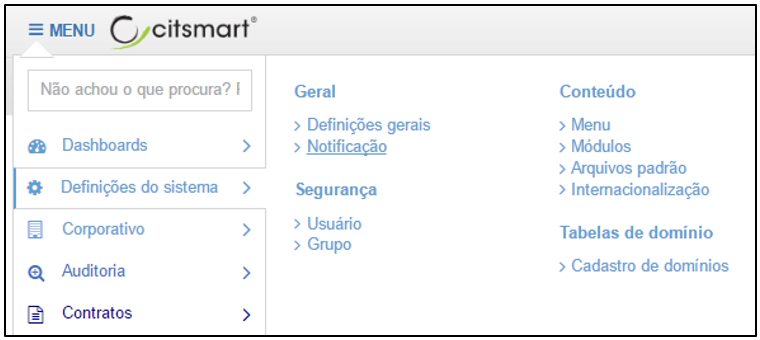 MENU citsmart®
Não achou o que procura?
Dashboards
Definições do sistema
Corporativo
Auditoria
Contratos
Geral
Definições gerais
Notificação
Segurança
Usuário
Grupo
Conteúdo
Menu
Módulos
Arquivos padrão
Internacionalização
Tabelas de domínio
Cadastro de domínios